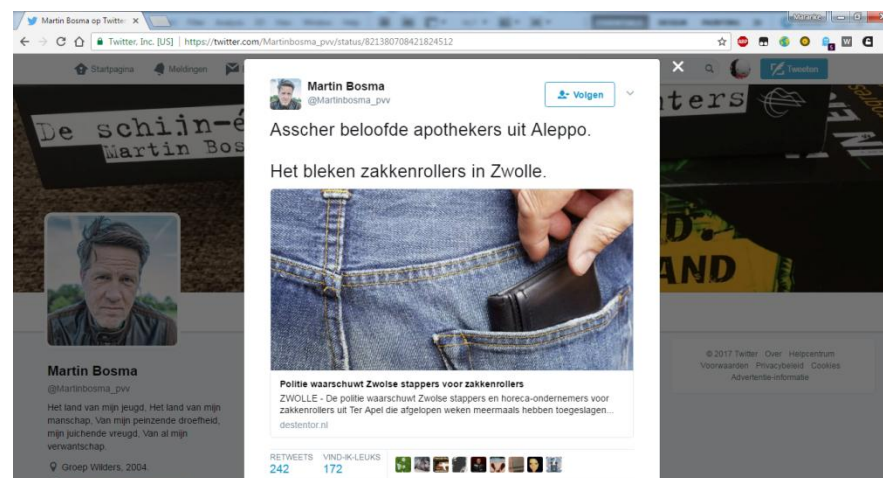 Martin Bosma op Twitte
Twitter, Inc. [US] https://twitter.com/Martinbosma_pvv/status/821380708421824512
Startpagina Meldingen
Tweeten
De schijn-é
Martin Bos
ters
Martin Bosma
@Martinbosma_pvv
Volgen
Asscher beloofde apothekers uit Aleppo.
Het bleken zakkenrollers in Zwolle.
Politie waarschuwt Zwolse stappers voor zakkenrollers
ZWOLLE - De politie waarschuwt Zwolse stappers en horeca-ondernemers voor
zakkenrollers uit Ter Apel die afgelopen weken meermaals hebben toegeslagen...
destentor.nl
RETWEETS VIND-IK-LEUKS
242 172
Martin Bosma
@Martinbosma_pvv
Het land van mijn jeugd, Het land van mijn
manschap, Van mijn peinzende droefheid,
mijn juichende vreugd, Van al mijn
verwantschap.
Groep Wilders, 2004.
AND
© 2017 Twitter Over Helpcentrum
Voorwaarden Privacybeleid Cookies
Advertentie-informatie